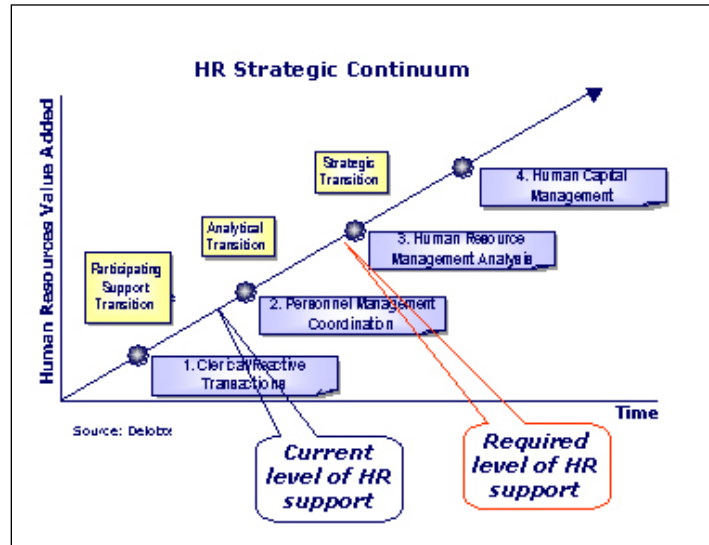 HR Strategic Continuum
Human Resources Value Added
Strategic
Transition
4. Human Capital
Management
Analytical
Transition
3. Human Resource
Management Analysis
Participating
Support
Transition
2. Personnel Management
Coordination
1. Clerical/Reactive
Transactions
Time
Source:
Current
level of HR
support
Required
level of HR
support